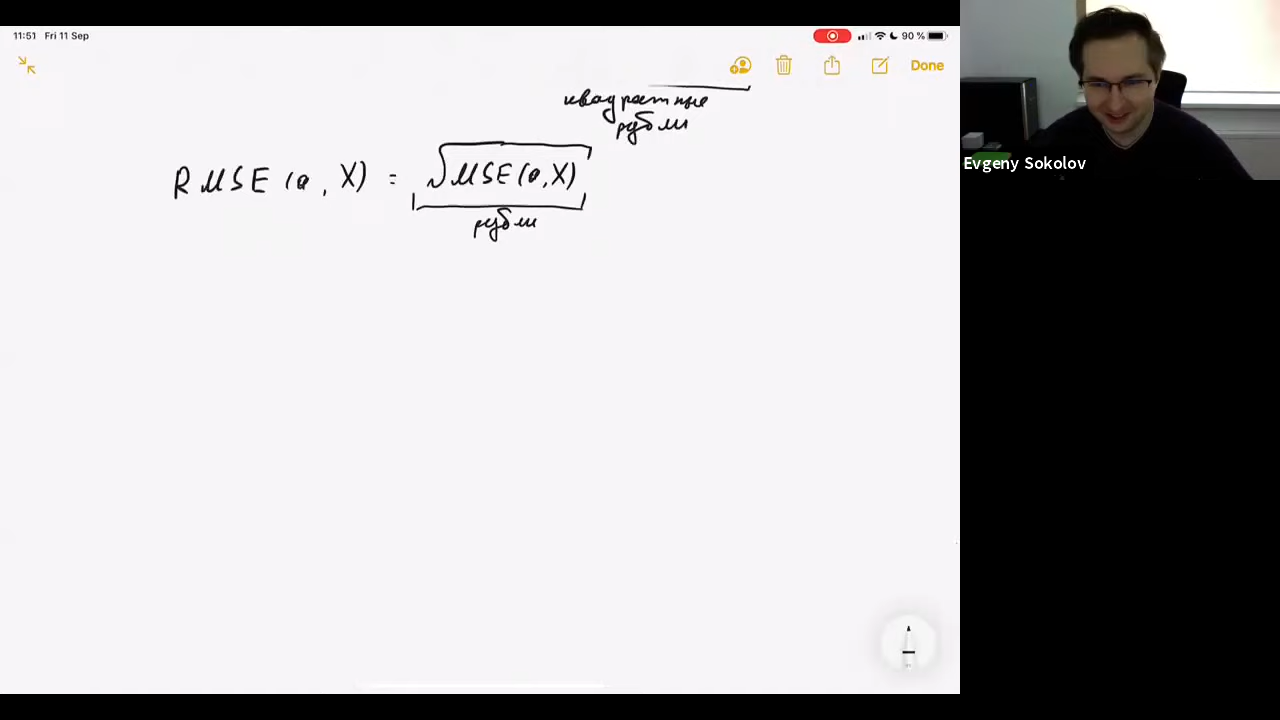 11:51 Fri 11 Sep 90 %
Done
квадратные
рубли
RMSE(a, X) = √MSE(a, X)
рубли
Evgeny Sokolov